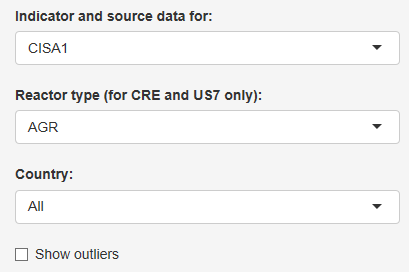 Indicator and source data for:
CISA1
Reactor type (for CRE and US7 only):
AGR
Country:
All
Show outliers